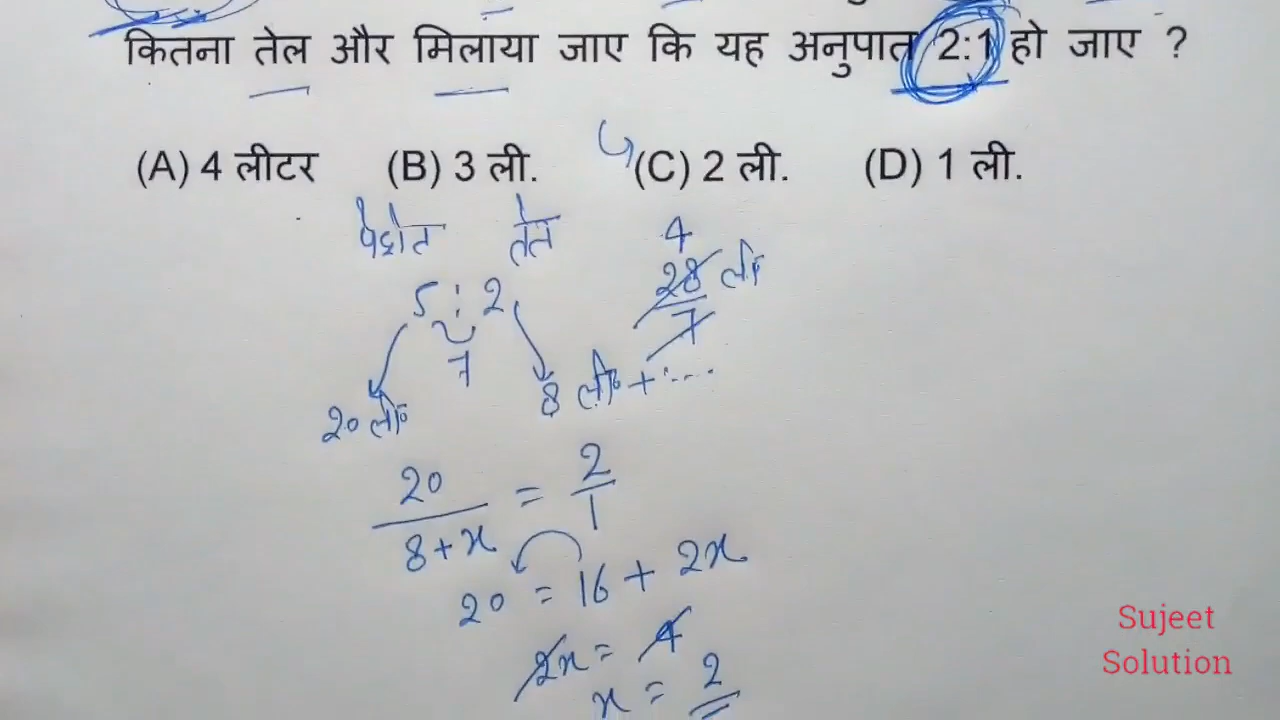 कितना तेल और मिलाया जाए कि यह अनुपात 2:1 हो जाए ?
(A) 4 लीटर (B) 3 ली. (C) 2 ली. (D) 1 ली.
पेट्रोल तेल
4
28 ली॰
7
5 : 2
7
8 ली॰ + ....
20 ली॰
20 / 8 + x = 2 / 1
20 = 16 + 2x
2x = 4
x = 2
Sujeet
Solution